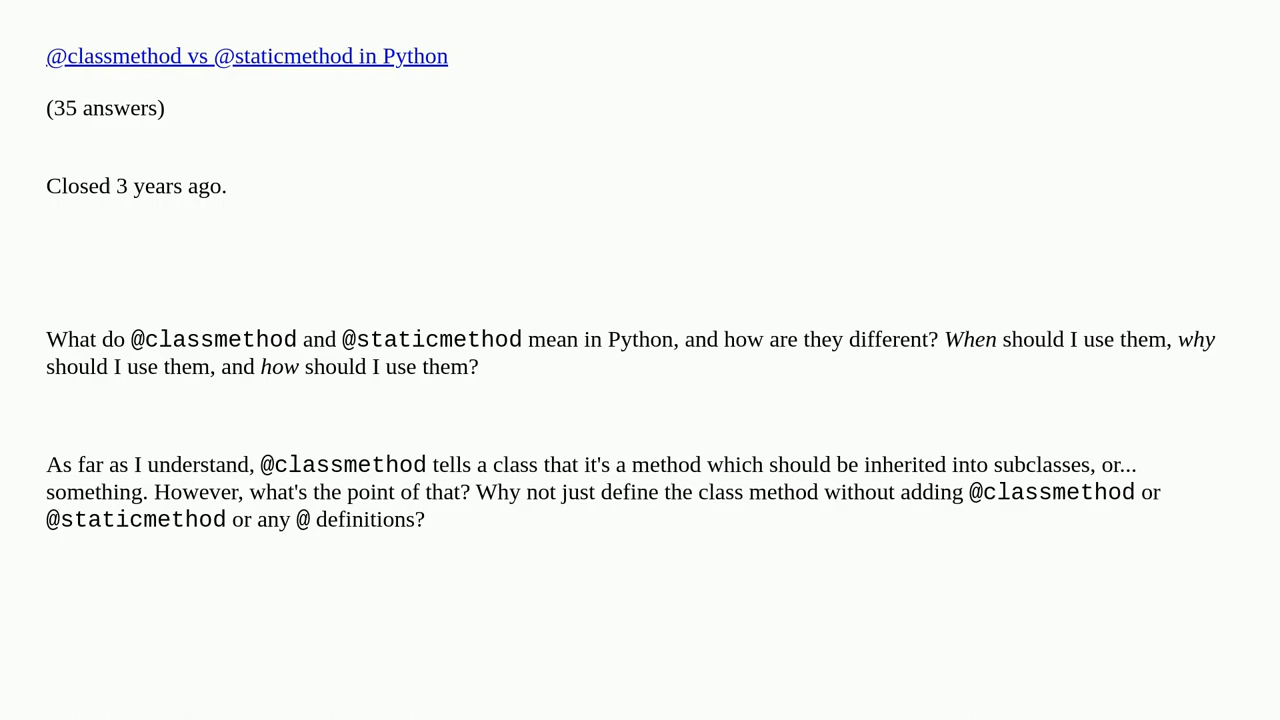 @classmethod vs @staticmethod in Python
(35 answers)
Closed 3 years ago.
What do @classmethod and @staticmethod mean in Python, and how are they different? When should I use them, why
should I use them, and how should I use them?
As far as I understand, @classmethod tells a class that it's a method which should be inherited into subclasses, or...
something. However, what's the point of that? Why not just define the class method without adding @classmethod or
@staticmethod or any @ definitions?